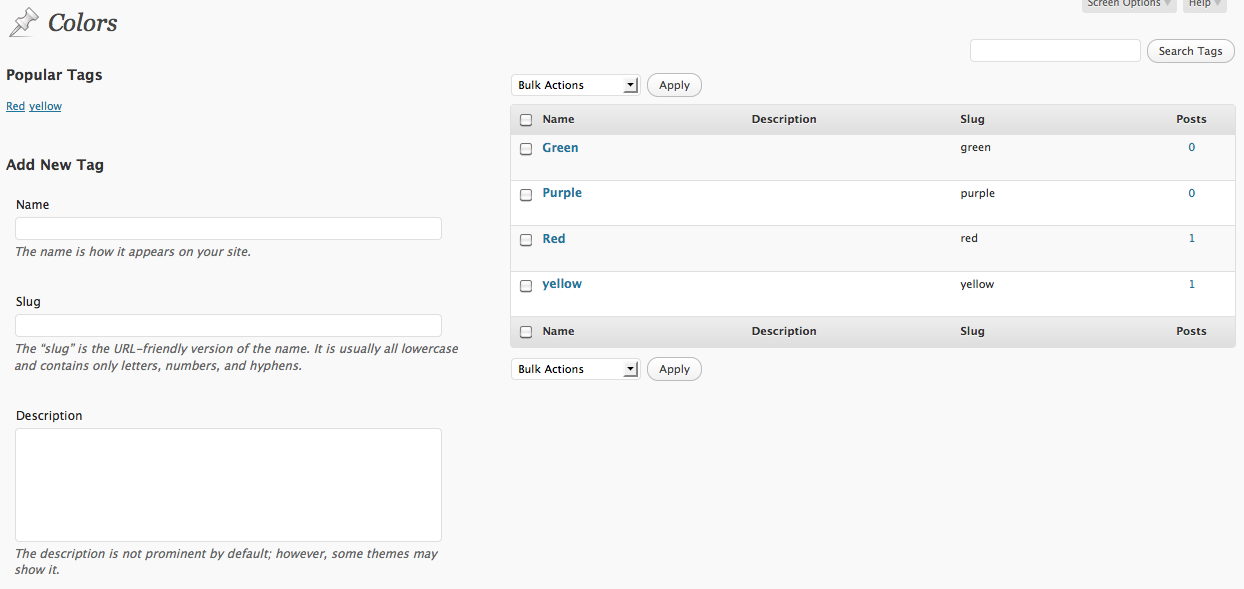 Screen Options Help
Colors
Search Tags
Popular Tags
Red yellow
Add New Tag
Name
The name is how it appears on your site.
Slug
The “slug” is the URL-friendly version of the name. It is usually all lowercase
and contains only letters, numbers, and hyphens.
Description
The description is not prominent by default; however, some themes may
show it.
Bulk Actions Apply
Name Description Slug Posts
Green green 0
Purple purple 0
Red red 1
yellow yellow 1
Name Description Slug Posts
Bulk Actions Apply